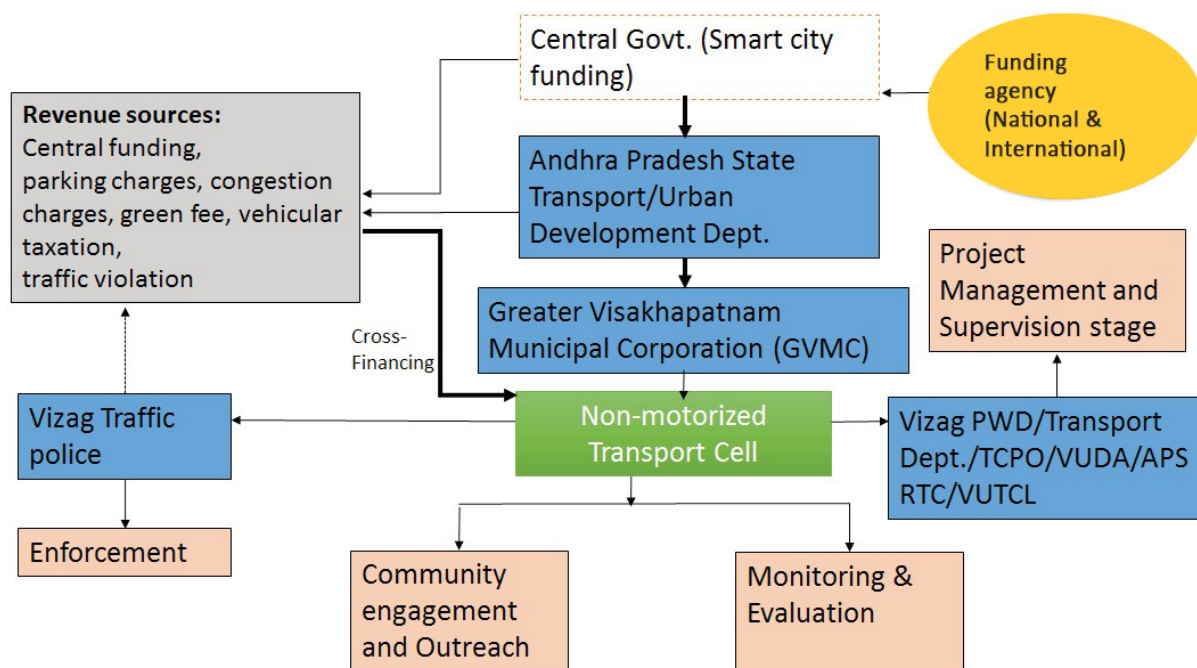 Central Govt. (Smart city
funding)
Funding
agency
(National &
International)
Revenue sources:
Central funding,
parking charges, congestion
charges, green fee, vehicular
taxation,
traffic violation
Andhra Pradesh State
Transport/Urban
Development Dept.
Project
Management and
Supervision stage
Greater Visakhapatnam
Municipal Corporation (GVMC)
Cross-
Financing
Vizag Traffic
police
Non-motorized
Transport Cell
Vizag PWD/Transport
Dept./TCPO/VUDA/APS
RTC/VUTCL
Enforcement
Community
engagement
and Outreach
Monitoring &
Evaluation